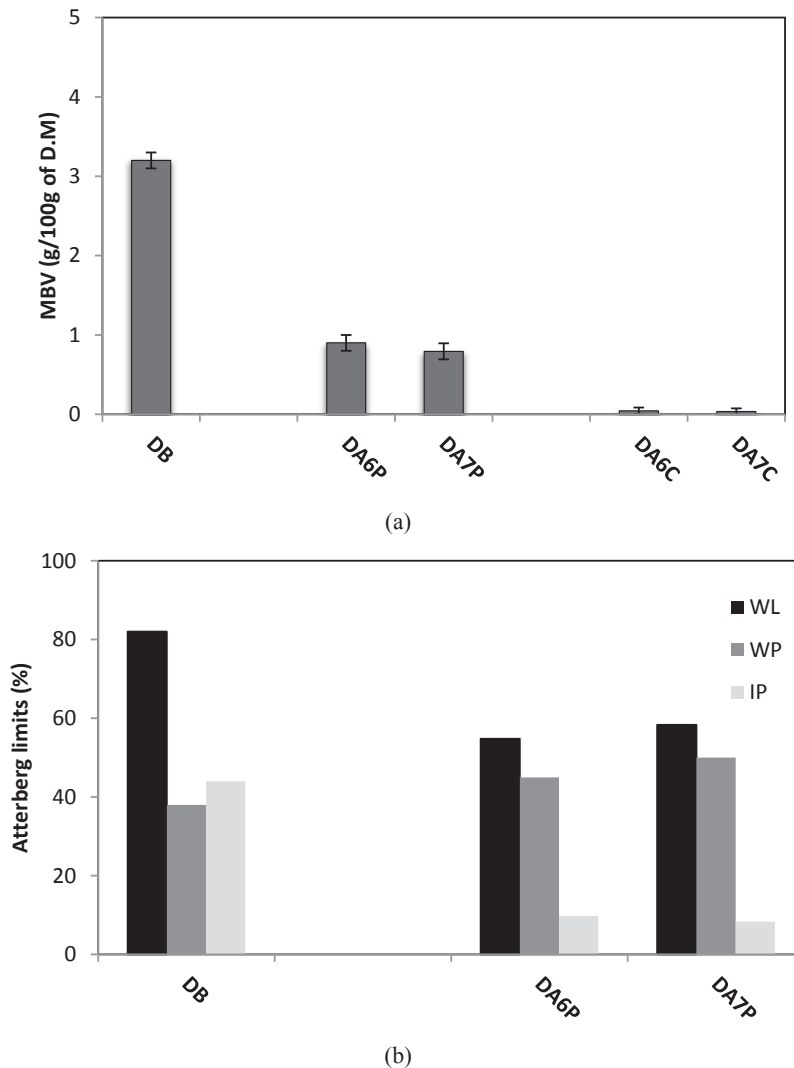 5
4
3
2
1
0
MBV (g/100g of D.M)
DB
DA6P
DA7P
DA6C
DA7C
(a)
100
80
60
40
20
0
Atterberg limits (%)
WL
WP
IP
DB
DA6P
DA7P
(b)